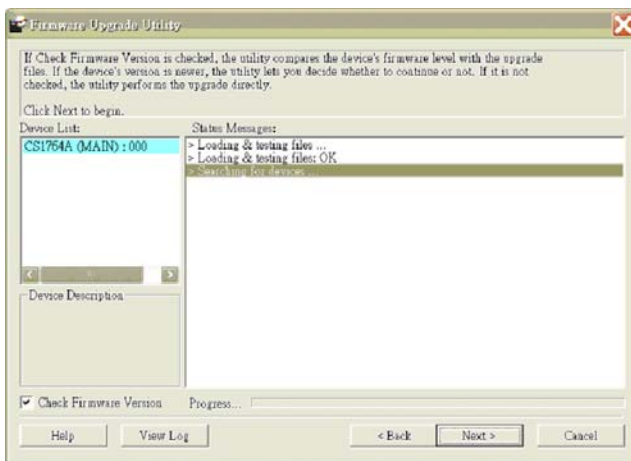 Firmware Upgrade Utility
If Check Firmware Version is checked, the utility compares the device's firmware level with the upgrade
files. If the device's version is newer, the utility lets you decide whether to continue or not. If it is not
checked, the utility performs the upgrade directly.
Click Next to begin.
Device List:
CS1764A (MAIN) : 000
Status Messages:
> Loading & testing files ...
> Loading & testing files: OK
> Searching for devices ...
Device Description
Check Firmware Version
Progress...
Help
View Log
< Back
Next >
Cancel